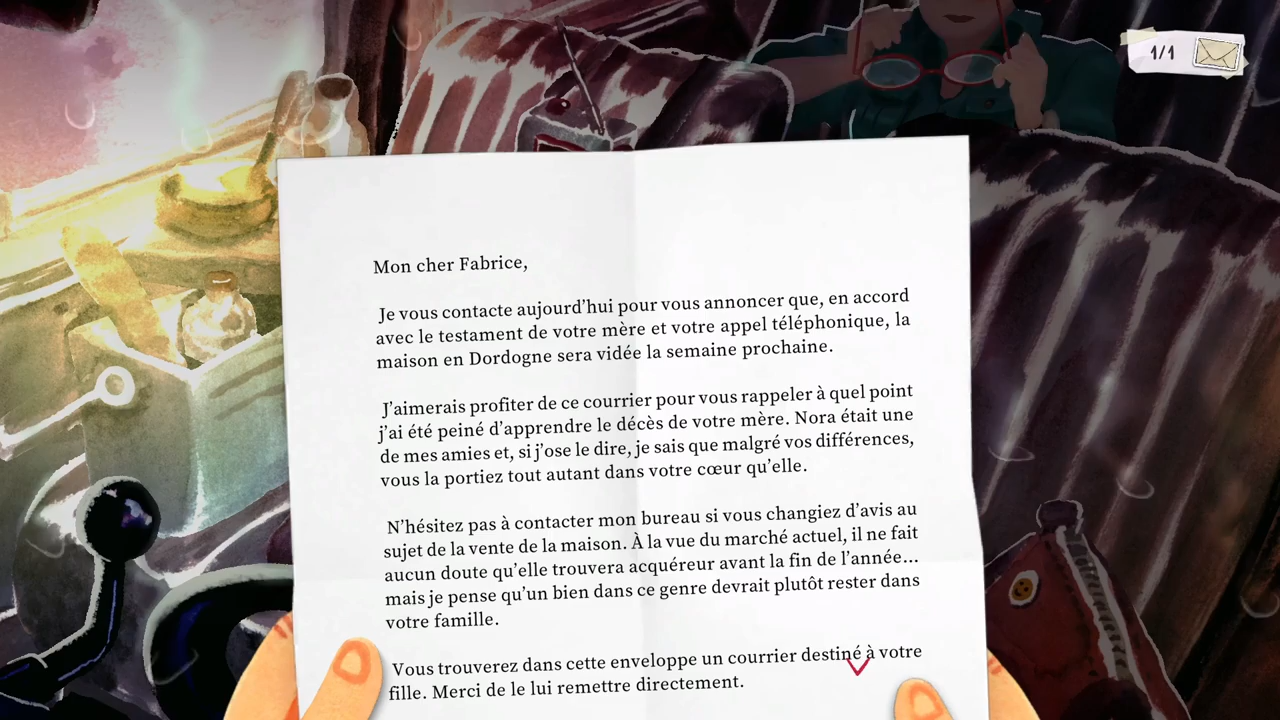 1/1
Mon cher Fabrice,
Je vous contacte aujourd'hui pour vous annoncer que, en accord
avec le testament de votre mère et votre appel téléphonique, la
maison en Dordogne sera vidée la semaine prochaine.
J'aimerais profiter de ce courrier pour vous rappeler à quel point
j'ai été peiné d'apprendre le décès de votre mère. Nora était une
de mes amies et, si j'ose le dire, je sais que malgré vos différences,
vous la portiez tout autant dans votre cœur qu'elle.
N'hésitez pas à contacter mon bureau si vous changiez d'avis au
sujet de la vente de la maison. À la vue du marché actuel, il ne fait
aucun doute qu'elle trouvera acquéreur avant la fin de l'année...
mais je pense qu'un bien dans ce genre devrait plutôt rester dans
votre famille.
Vous trouverez dans cette enveloppe un courrier destiné à votre
fille. Merci de le lui remettre directement.